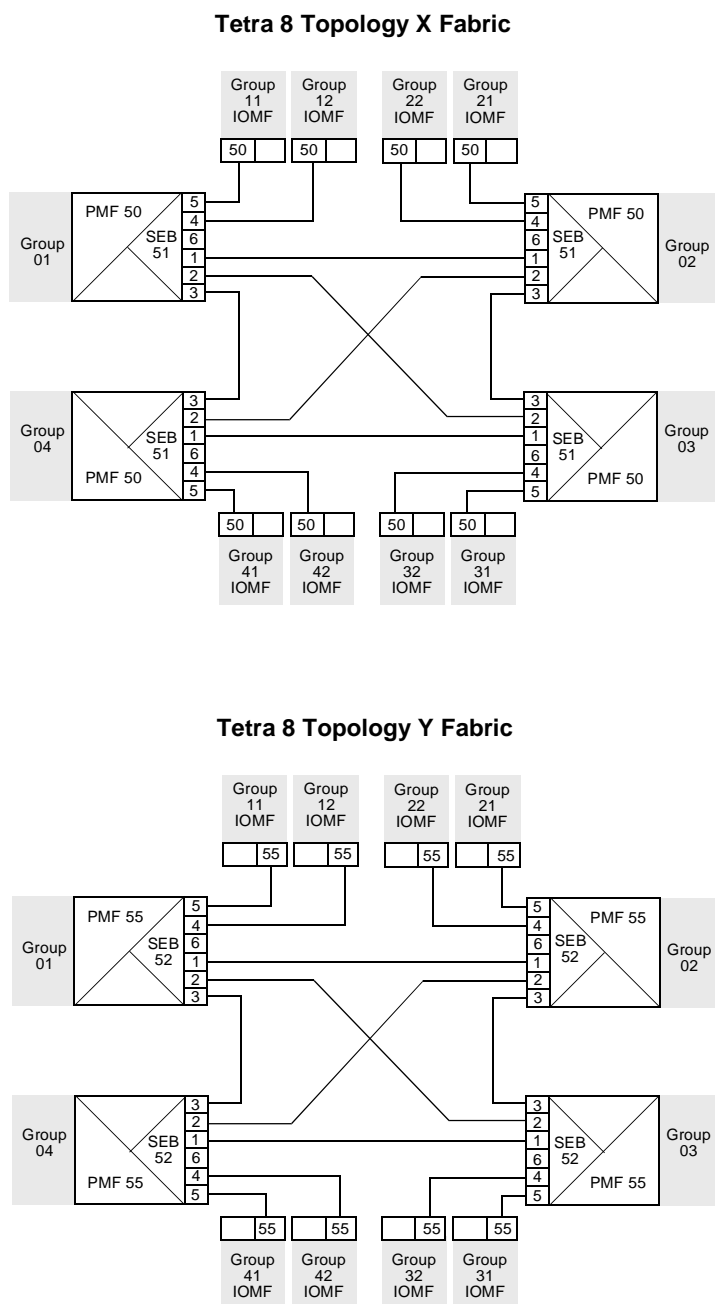 Tetra 8 Topology X Fabric
Group
11
IOMF
Group
12
IOMF
Group
22
IOMF
Group
21
IOMF
50
50
50
50
Group
01
PMF 50
SEB
51
5
4
6
1
2
3
5
4
6
1
2
3
SEB
51
PMF 50
Group
02
Group
04
PMF 50
SEB
51
3
2
1
6
4
5
3
2
1
6
4
5
SEB
51
PMF 50
Group
03
50
50
50
50
Group
41
IOMF
Group
42
IOMF
Group
32
IOMF
Group
31
IOMF
Tetra 8 Topology Y Fabric
Group
11
IOMF
Group
12
IOMF
Group
22
IOMF
Group
21
IOMF
55
55
55
55
Group
01
PMF 55
SEB
52
5
4
6
1
2
3
5
4
6
1
2
3
SEB
52
PMF 55
Group
02
Group
04
PMF 55
SEB
52
3
2
1
6
4
5
3
2
1
6
4
5
SEB
52
PMF 55
Group
03
55
55
55
55
Group
41
IOMF
Group
42
IOMF
Group
32
IOMF
Group
31
IOMF